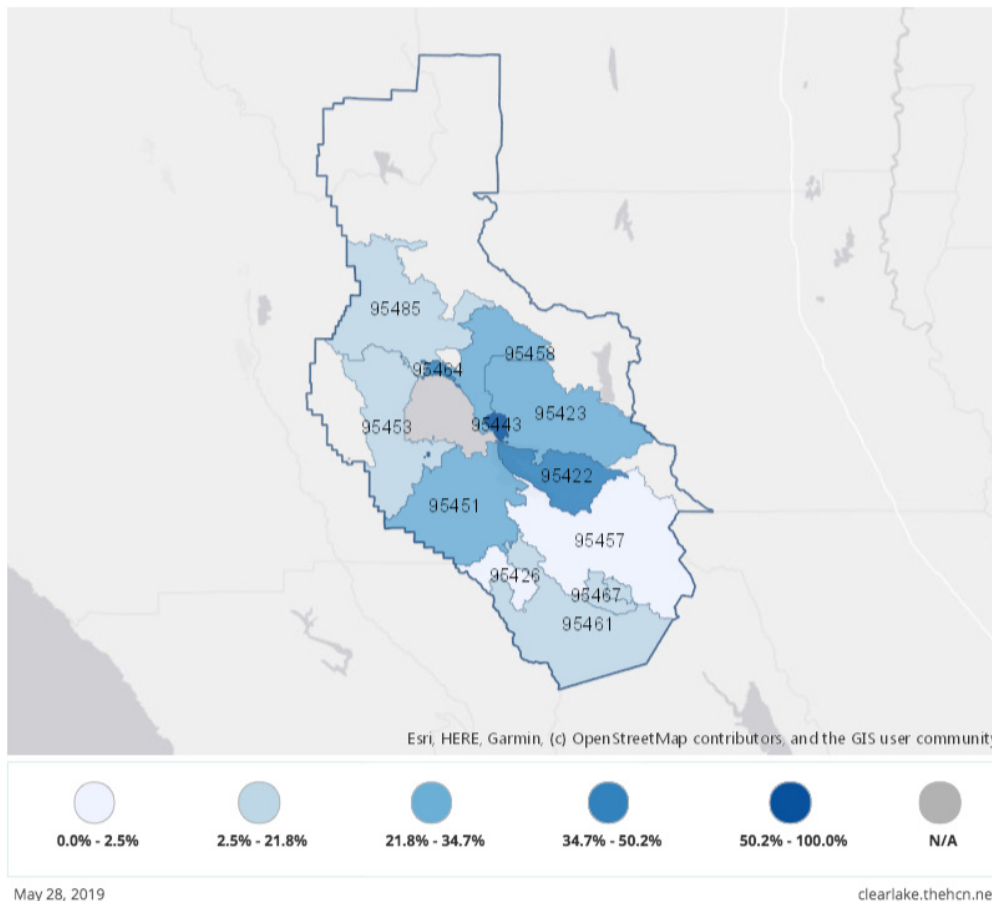 95485
95458
95464
95423
95443
95453
95422
95451
95457
95426
95467
95461
Esri, HERE, Garmin, (c) OpenStreetMap contributors, and the GIS user community
0.0% - 2.5%
2.5% - 21.8%
21.8% - 34.7%
34.7% - 50.2%
50.2% - 100.0%
N/A
May 28, 2019
clearlake.thehcn.ne